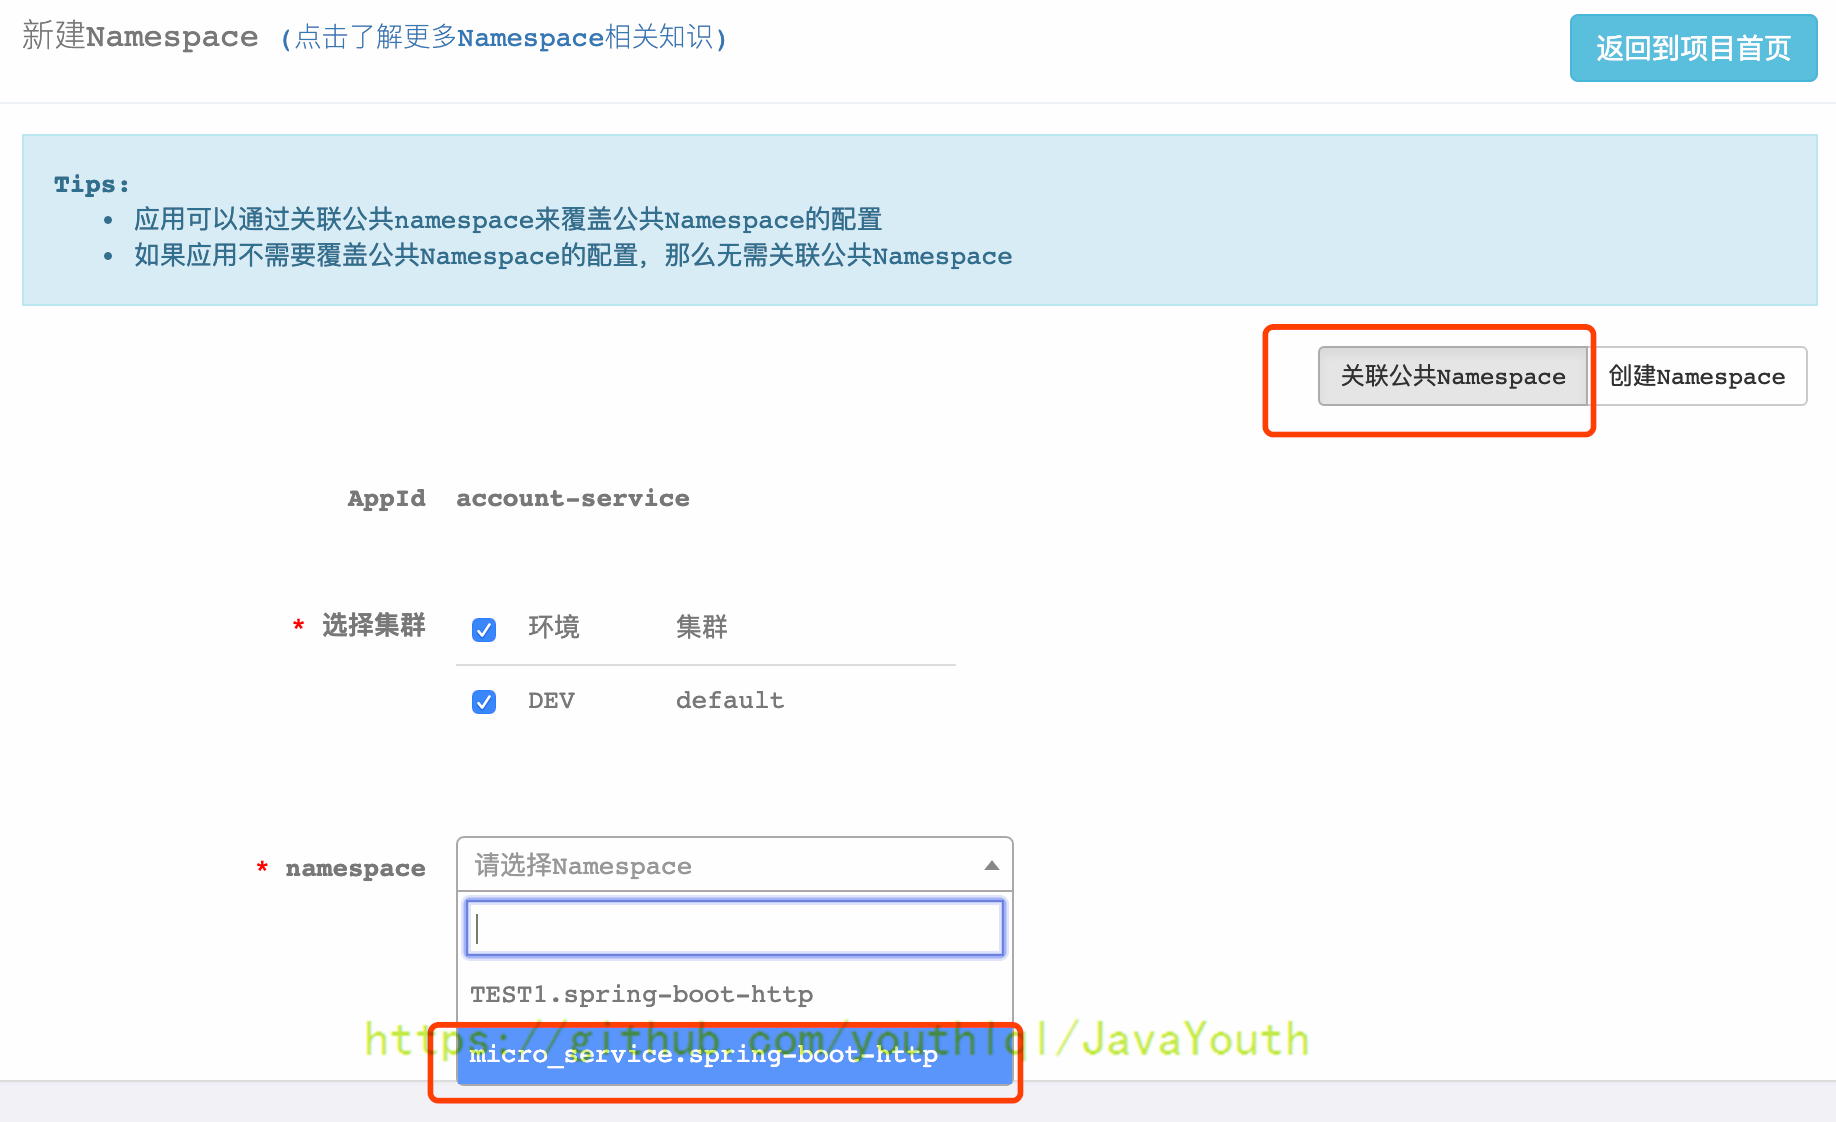 新建Namespace (点击了解更多Namespace相关知识)
返回到项目首页
Tips:
• 应用可以通过关联公共namespace来覆盖公共Namespace的配置
• 如果应用不需要覆盖公共Namespace的配置，那么无需关联公共Namespace
关联公共Namespace 创建Namespace
AppId account-service
* 选择集群 环境 集群
DEV default
* namespace 请选择Namespace
TEST1.spring-boot-http
https://github.com/youthlql/JavaYouth
micro_service.spring-boot-http